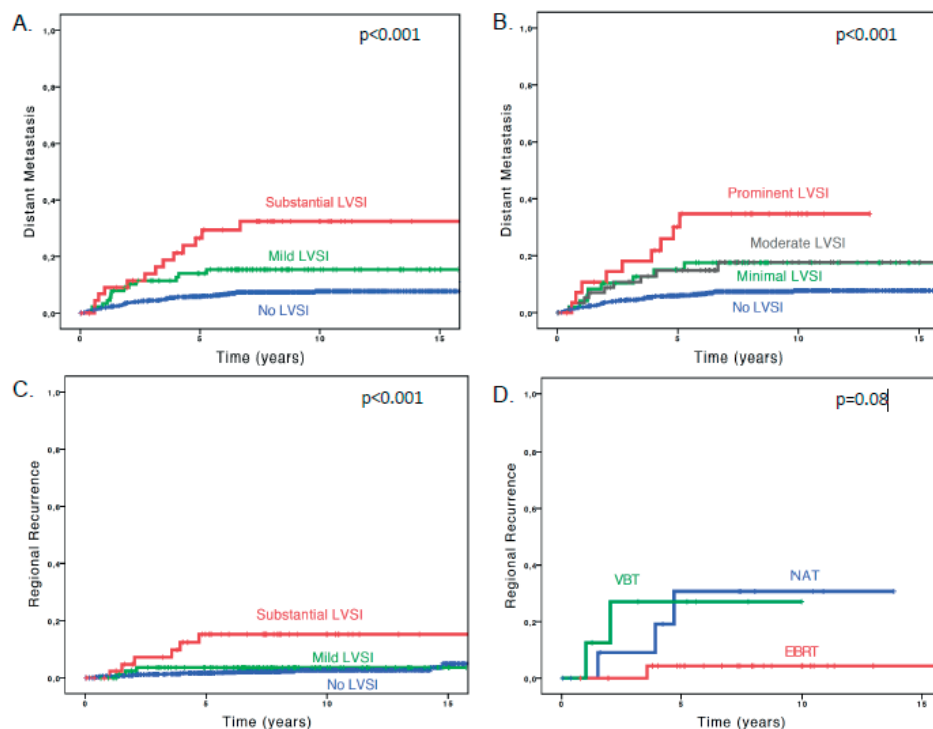 A.
p<0.001
Distant Metastasis
1,0
0,8
0,6
0,4
0,2
0,0
Substantial LVSI
Mild LVSI
No LVSI
0 5 10 15
Time (years)
B.
p<0.001
Distant Metastasis
1,0
0,8
0,6
0,4
0,2
0,0
Prominent LVSI
Moderate LVSI
Minimal LVSI
No LVSI
0 5 10 15
Time (years)
C.
p<0.001
Regional Recurrence
1,0
0,8
0,6
0,4
0,2
0,0
Substantial LVSI
Mild LVSI
No LVSI
0 5 10 15
Time (years)
D.
p=0.08
Regional Recurrence
1,0
0,8
0,6
0,4
0,2
0,0
VBT
NAT
EBRT
0 5 10 15
Time (years)